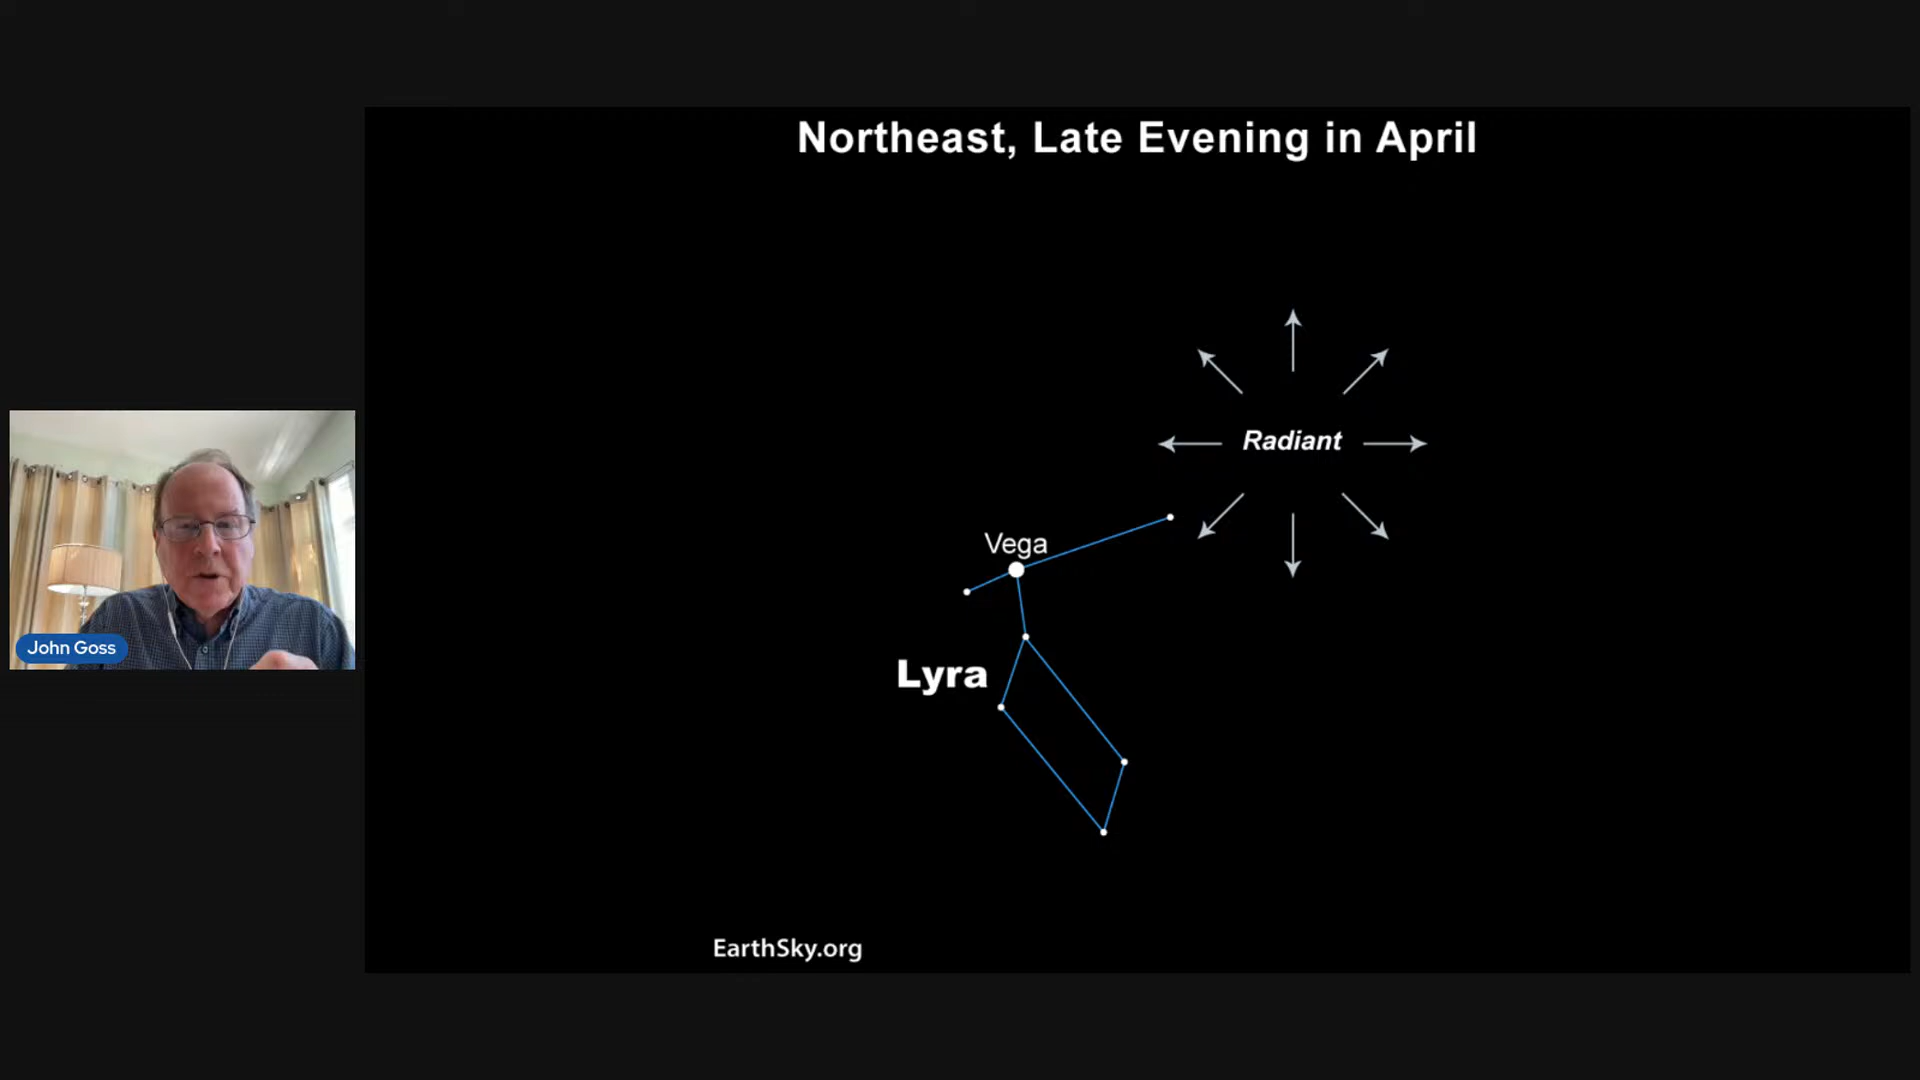 Northeast, Late Evening in April
Radiant
Vega
Lyra
John Goss
EarthSky.org